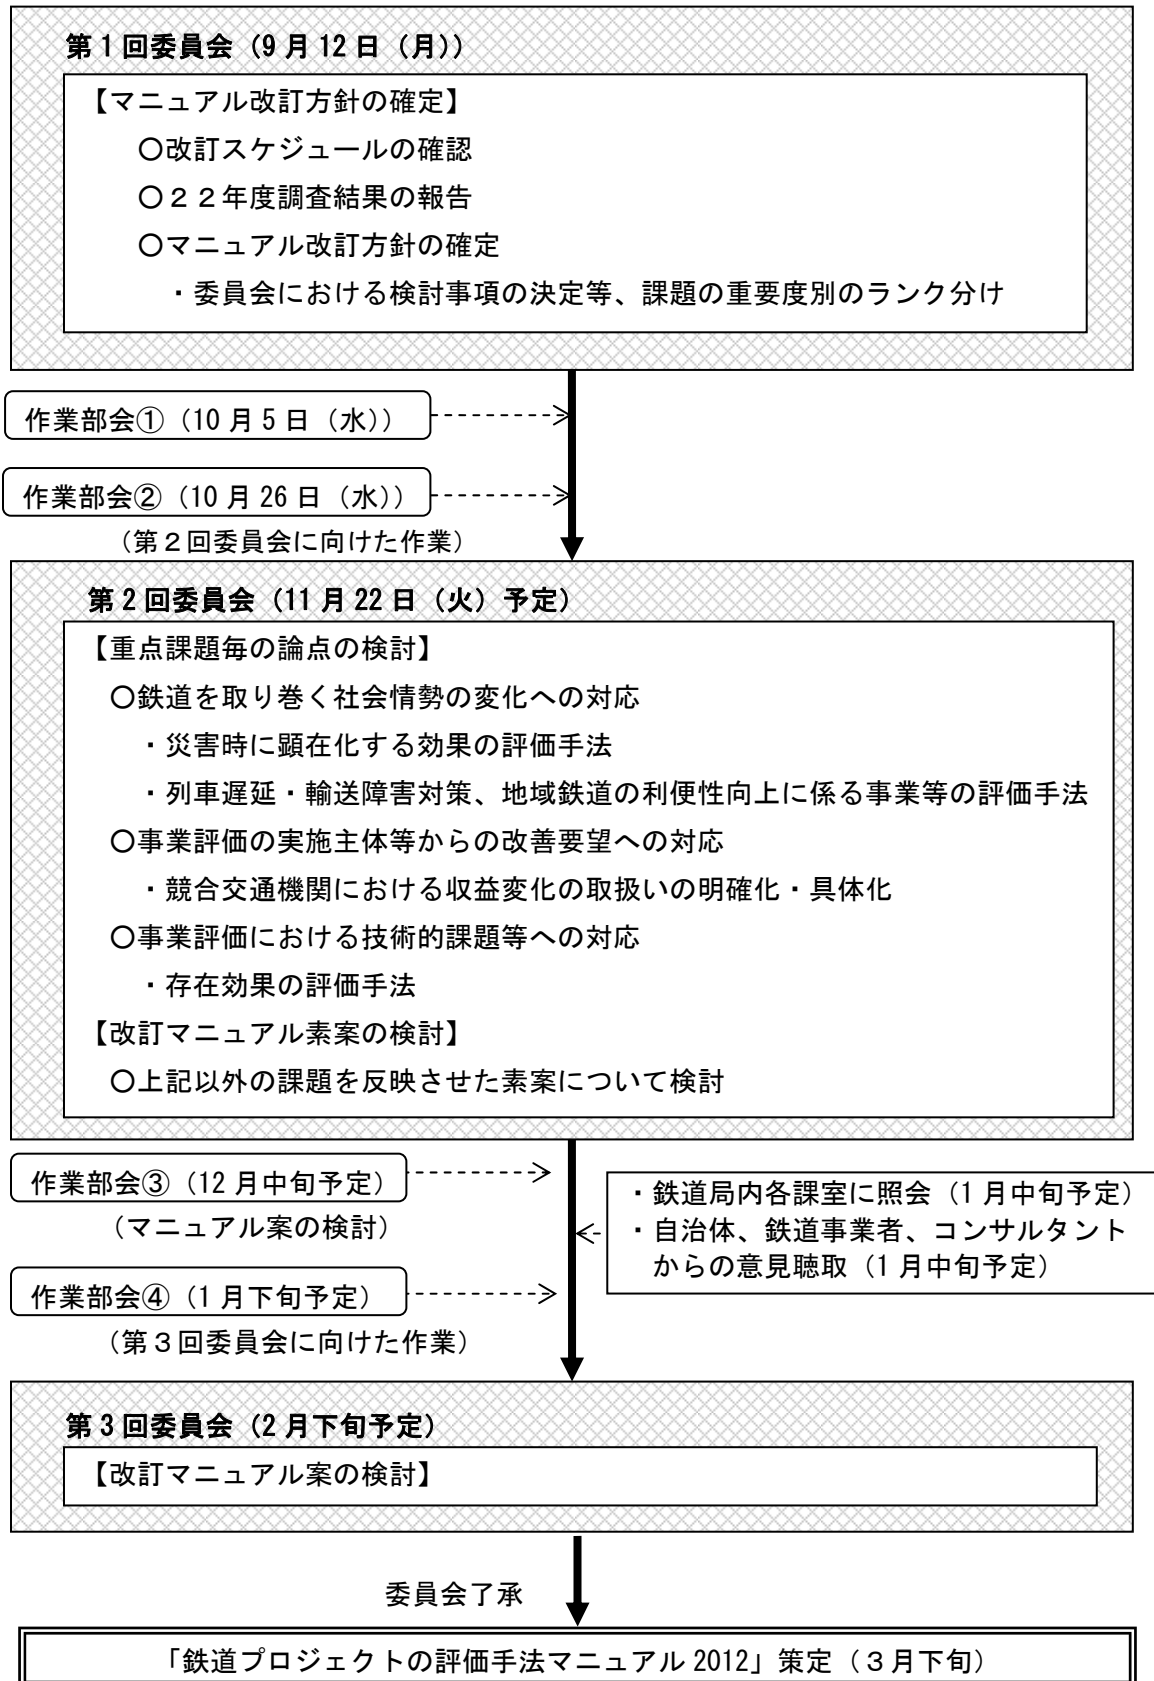 第1回委員会（9月12日（月））
【マニュアル改訂方針の確定】
○改訂スケジュールの確認
○２２年度調査結果の報告
○マニュアル改訂方針の確定
・委員会における検討事項の決定等、課題の重要度別のランク分け
作業部会①（10月5日（水））
作業部会②（10月26日（水））
（第２回委員会に向けた作業）
第2回委員会（11月22日（火）予定）
【重点課題毎の論点の検討】
○鉄道を取り巻く社会情勢の変化への対応
・災害時に顕在化する効果の評価手法
・列車遅延・輸送障害対策、地域鉄道の利便性向上に係る事業等の評価手法
○事業評価の実施主体等からの改善要望への対応
・競合交通機関における収益変化の取扱いの明確化・具体化
○事業評価における技術的課題等への対応
・存在効果の評価手法
【改訂マニュアル素案の検討】
○上記以外の課題を反映させた素案について検討
作業部会③（12月中旬予定）
（マニュアル案の検討）
・鉄道局内各課室に照会（1月中旬予定）
・自治体、鉄道事業者、コンサルタント
からの意見聴取（1月中旬予定）
作業部会④（1月下旬予定）
（第３回委員会に向けた作業）
第3回委員会（2月下旬予定）
【改訂マニュアル案の検討】
委員会了承
「鉄道プロジェクトの評価手法マニュアル2012」策定（３月下旬）